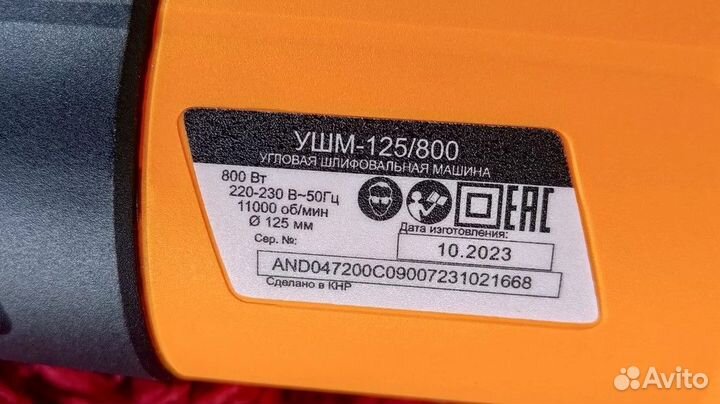 УШМ-125/800
УГЛОВАЯ ШЛИФОВАЛЬНАЯ МАШИНА
800 Вт
220-230 В~50Гц
11000 об/мин
Ø 125 мм
EAC
Дата изготовления:
10.2023
Сер. №:
AND047200C09007231021668
Сделано в КНР
Avito